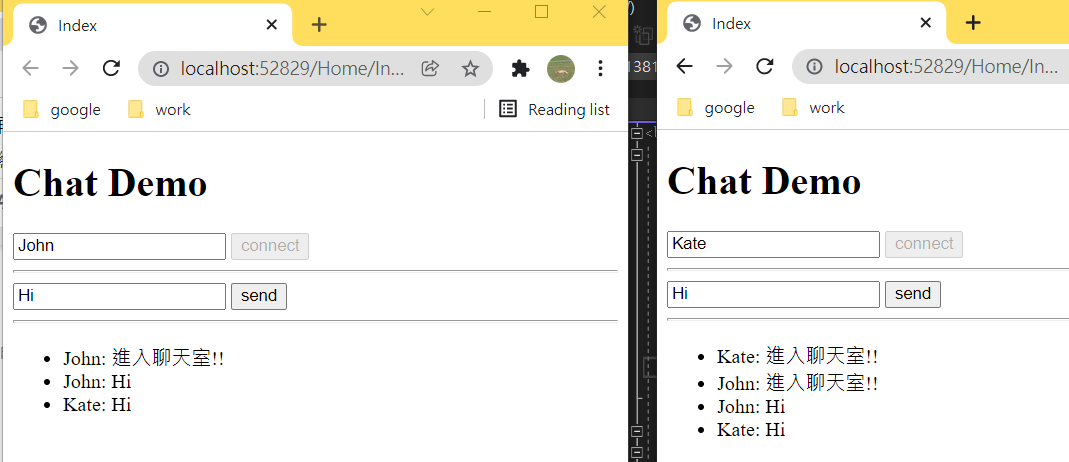 Index
localhost:52829/Home/In...
google
work
Reading list
Chat Demo
John
connect
Hi
send
John: 進入聊天室!!
John: Hi
Kate: Hi
/)
1381
Index
localhost:52829/Home/In...
google
work
Chat Demo
Kate
connect
Hi
send
Kate: 進入聊天室!!
John: 進入聊天室!!
John: Hi
Kate: Hi